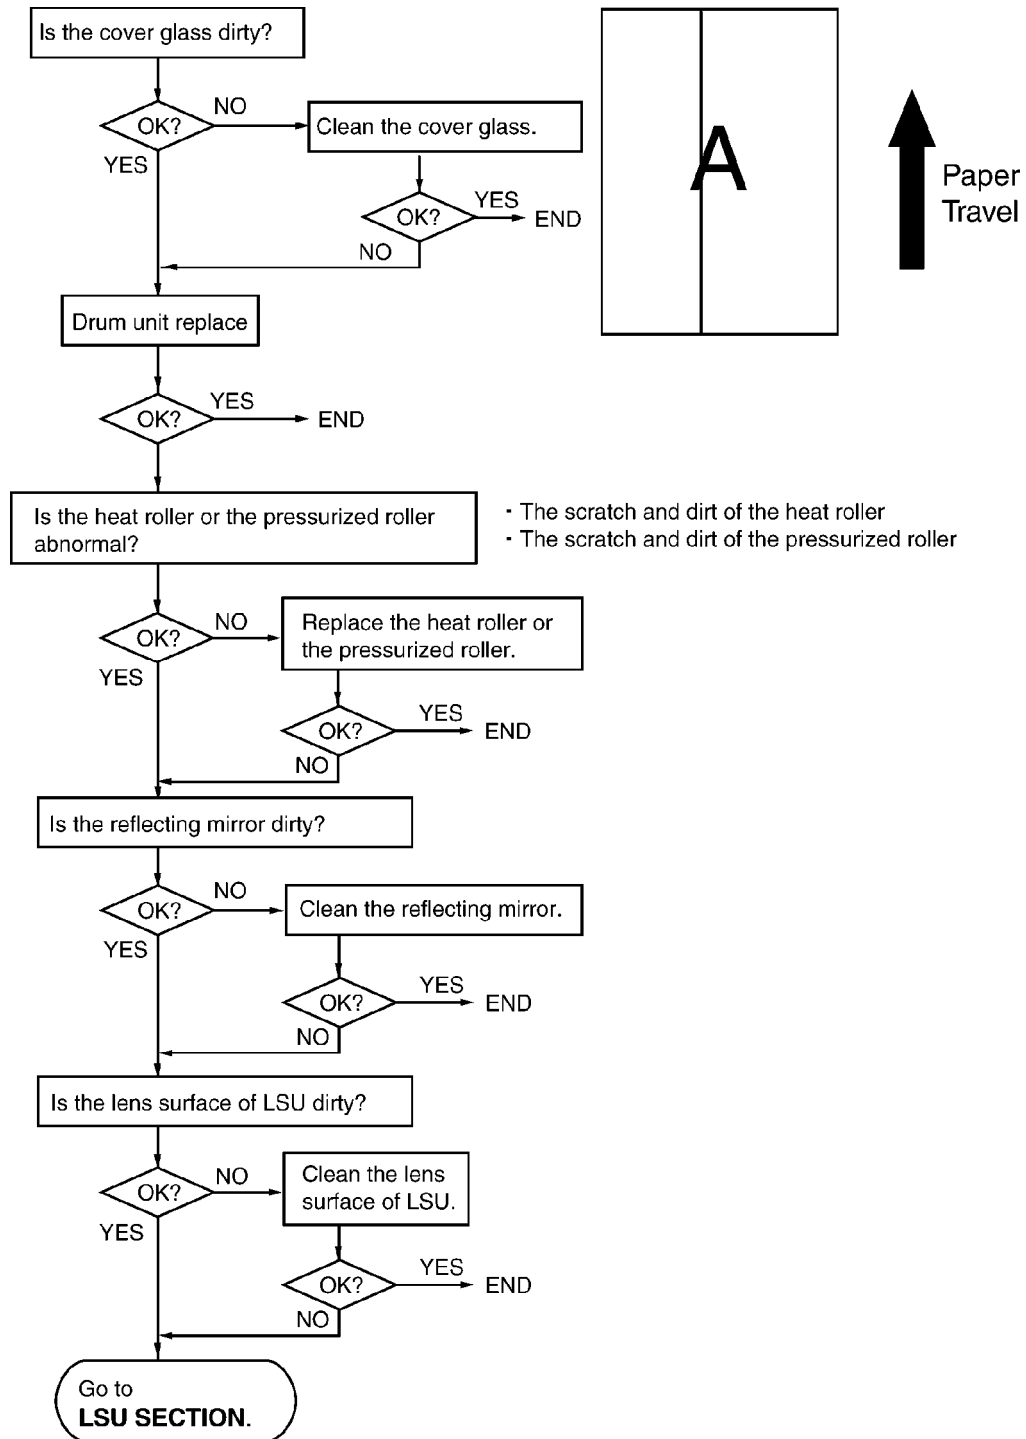 Is the cover glass dirty?
OK?
NO
Clean the cover glass.
YES
OK?
YES
END
NO
A
Paper
Travel
Drum unit replace
OK?
YES
END
Is the heat roller or the pressurized roller
abnormal?
- The scratch and dirt of the heat roller
- The scratch and dirt of the pressurized roller
OK?
NO
Replace the heat roller or
the pressurized roller.
YES
OK?
YES
END
NO
Is the reflecting mirror dirty?
OK?
NO
Clean the reflecting mirror.
YES
OK?
YES
END
NO
Is the lens surface of LSU dirty?
OK?
NO
Clean the lens
surface of LSU.
YES
OK?
YES
END
NO
Go to
LSU SECTION.